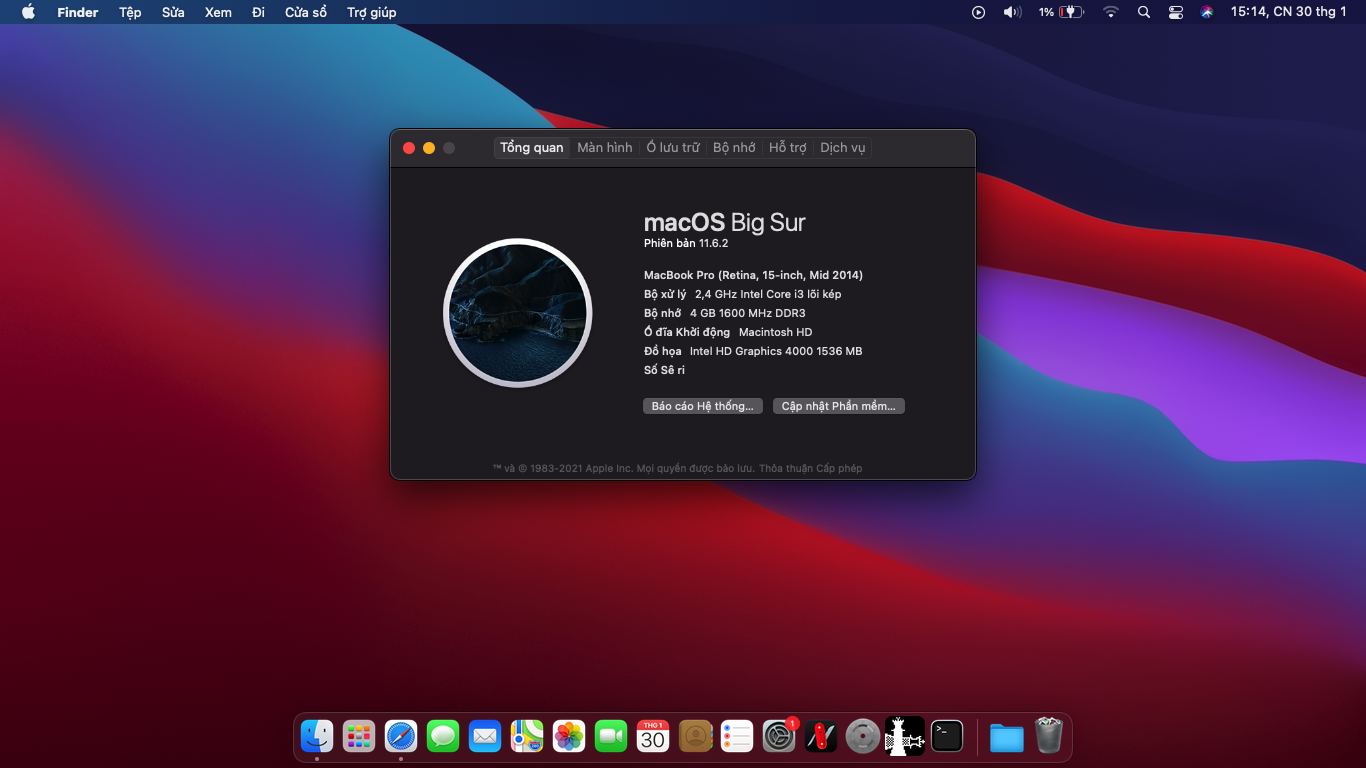 Finder Tệp Sửa Xem Đi Cửa sổ Trợ giúp 1% 15:14, CN 30 thg 1
Tổng quan Màn hình Ổ lưu trữ Bộ nhớ Hỗ trợ Dịch vụ
macOS Big Sur
Phiên bản 11.6.2
MacBook Pro (Retina, 15-inch, Mid 2014)
Bộ xử lý 2,4 GHz Intel Core i3 lõi kép
Bộ nhớ 4 GB 1600 MHz DDR3
Ổ đĩa Khởi động Macintosh HD
Đồ họa Intel HD Graphics 4000 1536 MB
Số Sê ri
Báo cáo Hệ thống... Cập nhật Phần mềm...
™ và © 1983-2021 Apple Inc. Mọi quyền được bảo lưu. Thỏa thuận Cấp phép
THG 1
30
1
>_